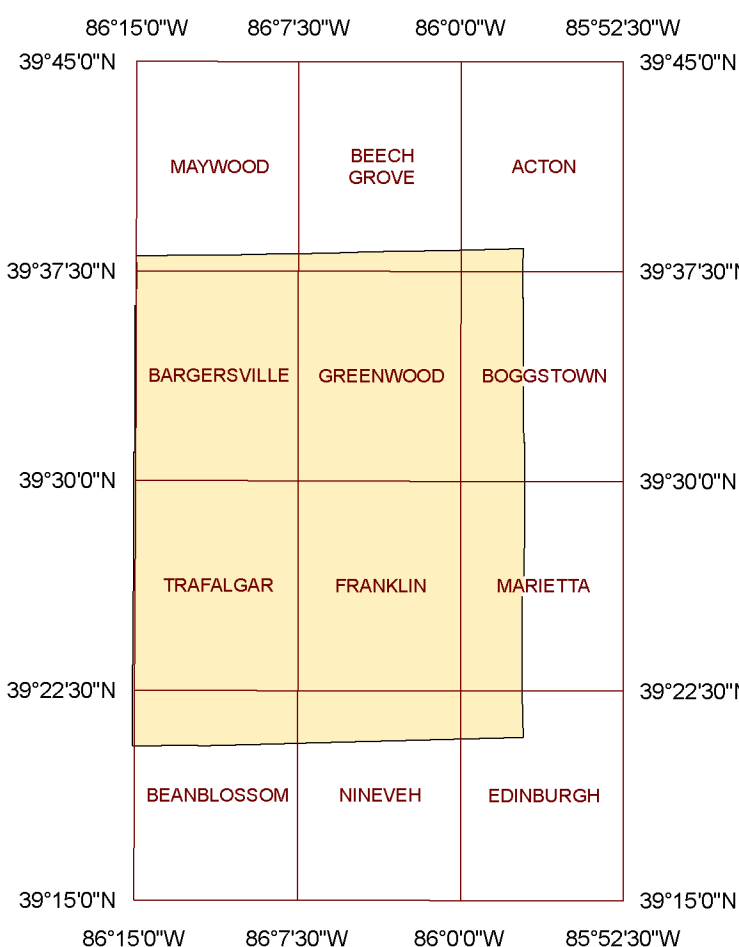 86°15'0"W 86°7'30"W 86°0'0"W 85°52'30"W
39°45'0"N 39°45'0"N
MAYWOOD BEECH GROVE ACTON
39°37'30"N 39°37'30"N
BARGERSVILLE GREENWOOD BOGGSTOWN
39°30'0"N 39°30'0"N
TRAFALGAR FRANKLIN MARIETTA
39°22'30"N 39°22'30"N
BEANBLOSSOM NINEVEH EDINBURGH
39°15'0"N 39°15'0"N
86°15'0"W 86°7'30"W 86°0'0"W 85°52'30"W